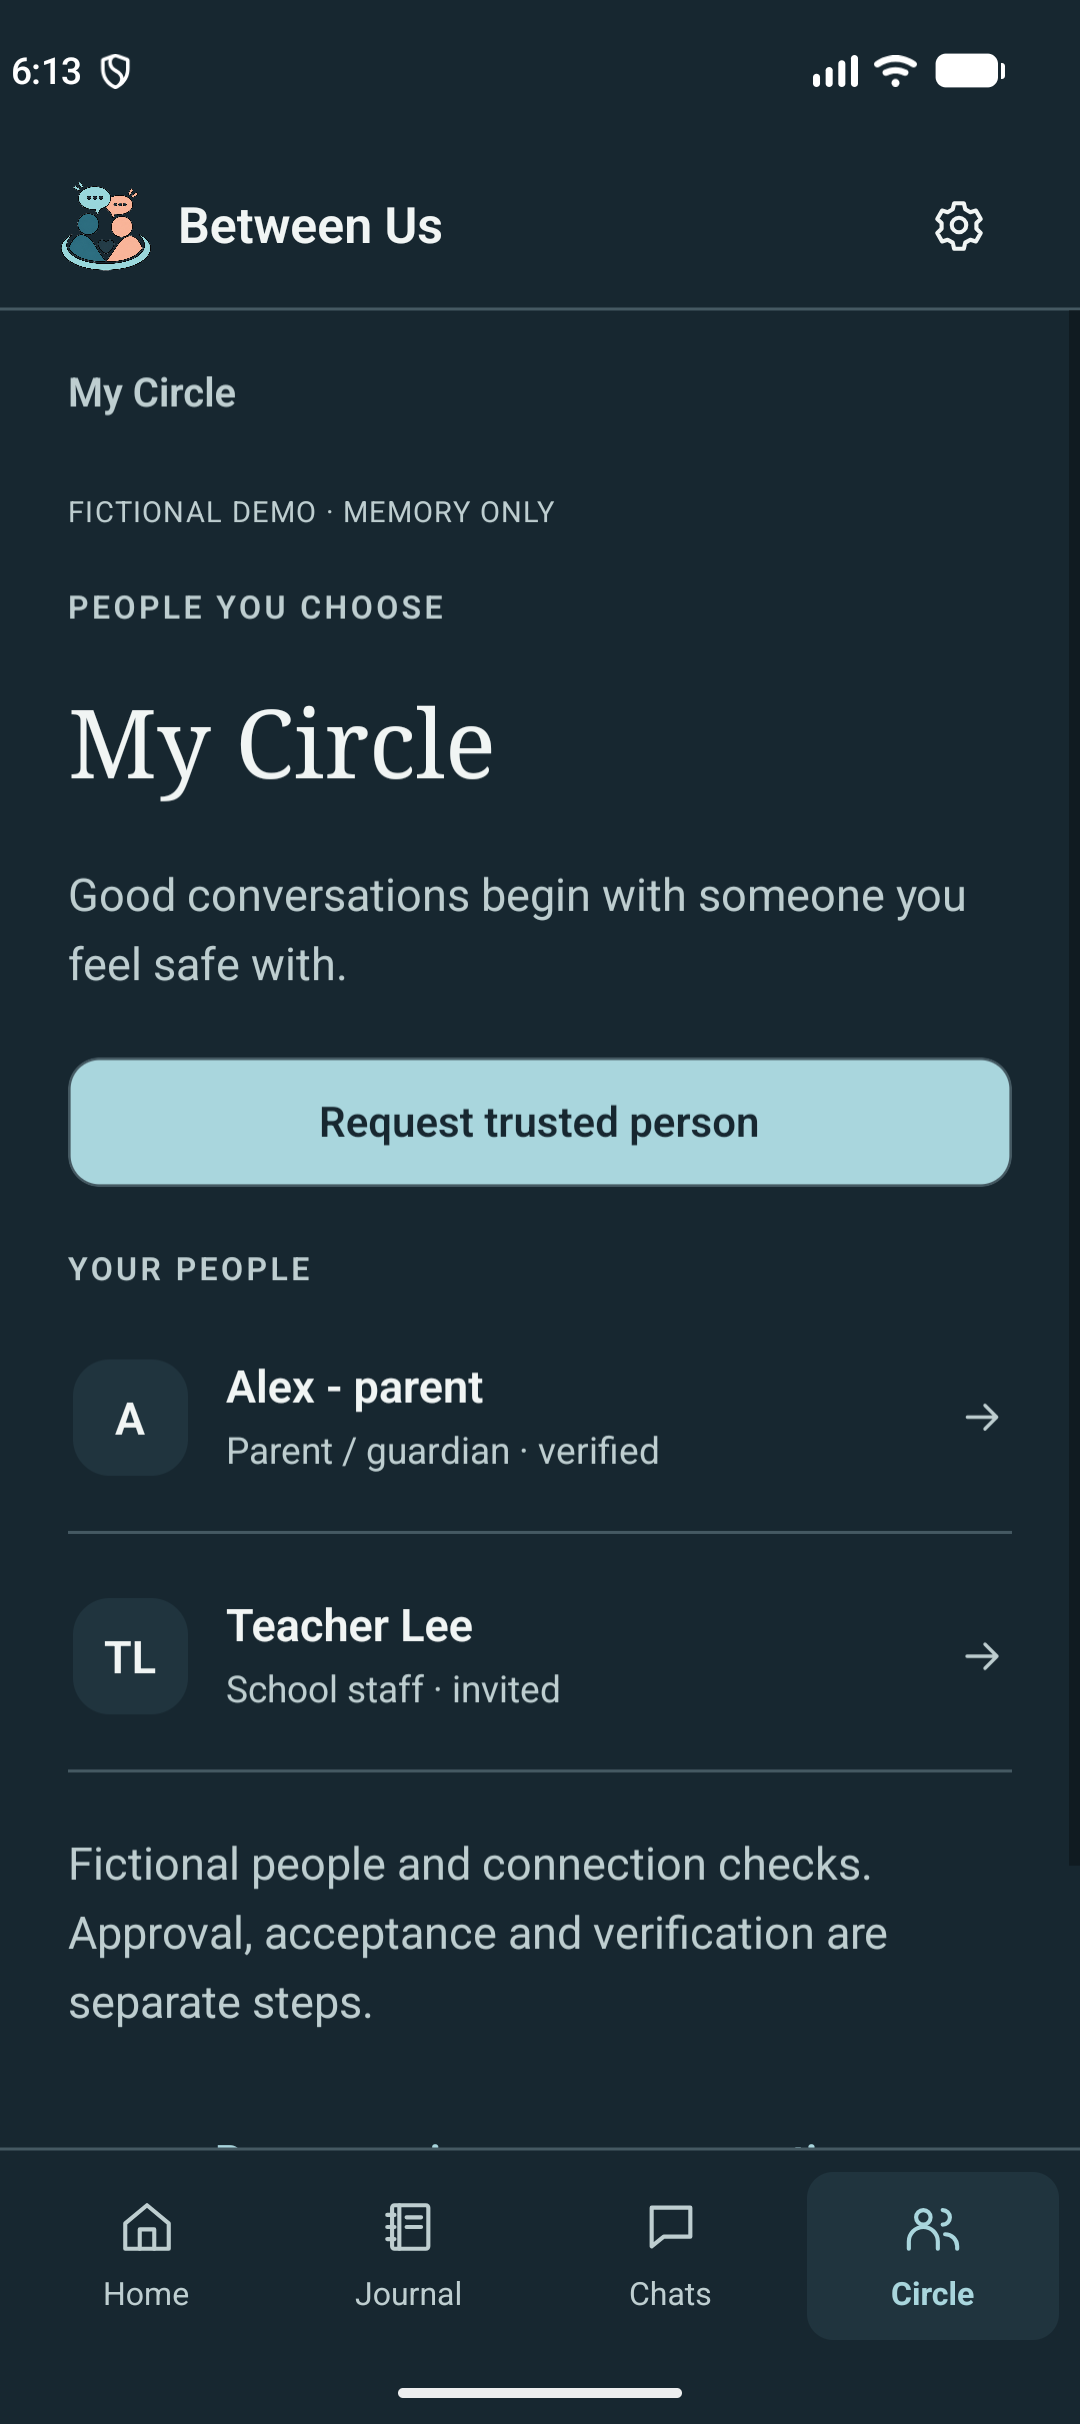 6:13
Between Us
My Circle
FICTIONAL DEMO · MEMORY ONLY
PEOPLE YOU CHOOSE
My Circle
Good conversations begin with someone you
feel safe with.
Request trusted person
YOUR PEOPLE
A
Alex - parent
Parent / guardian · verified
TL
Teacher Lee
School staff · invited
Fictional people and connection checks.
Approval, acceptance and verification are
separate steps.
Home
Journal
Chats
Circle